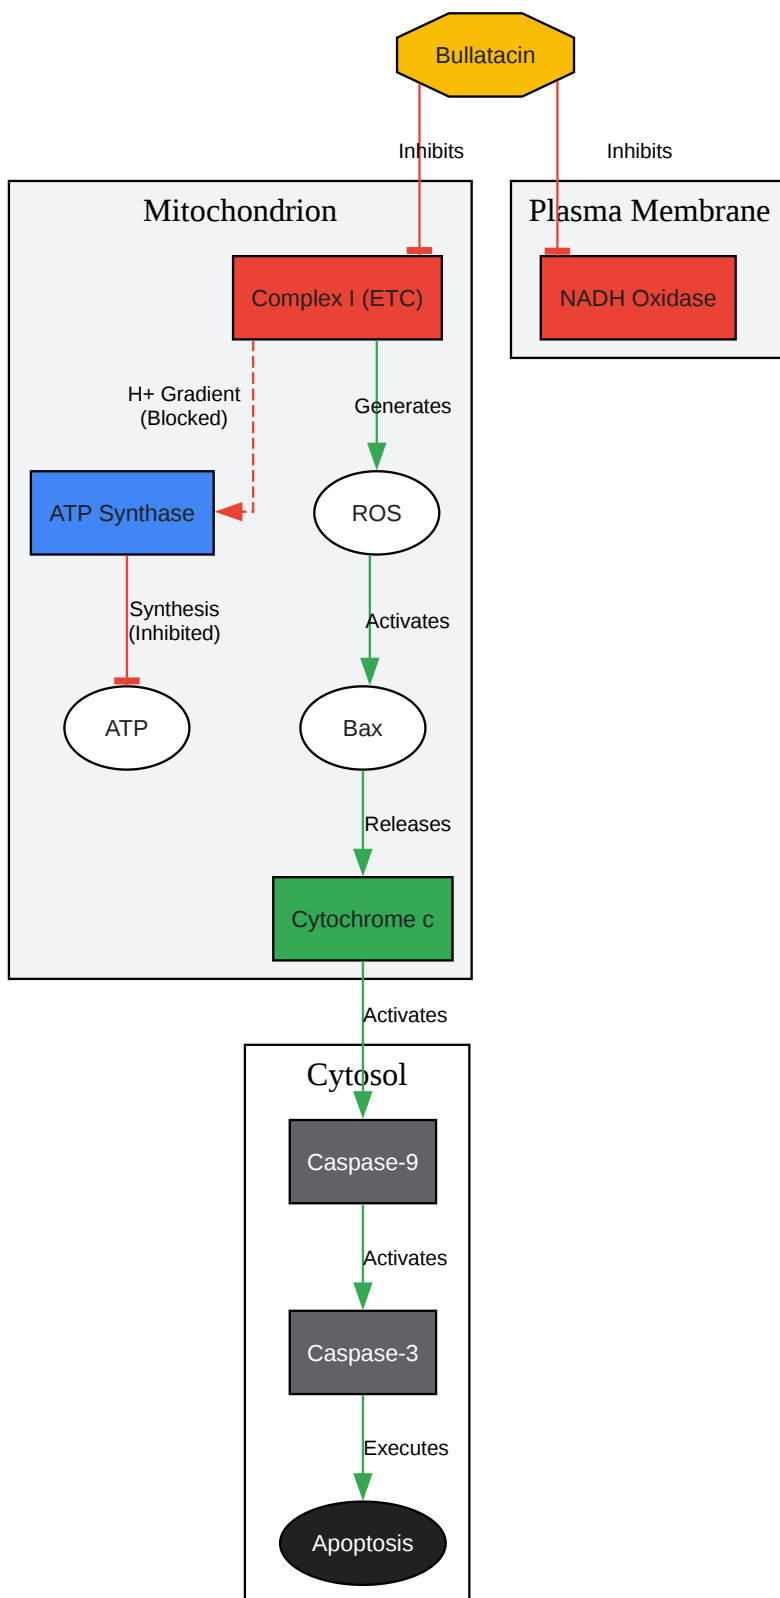 Bullatacin
Inhibits
Inhibits
Mitochondrion
Plasma Membrane
Complex I (ETC)
NADH Oxidase
H+ Gradient
(Blocked)
Generates
ATP Synthase
ROS
Synthesis
(Inhibited)
Activates
ATP
Bax
Releases
Cytochrome c
Activates
Cytosol
Caspase-9
Activates
Caspase-3
Executes
Apoptosis